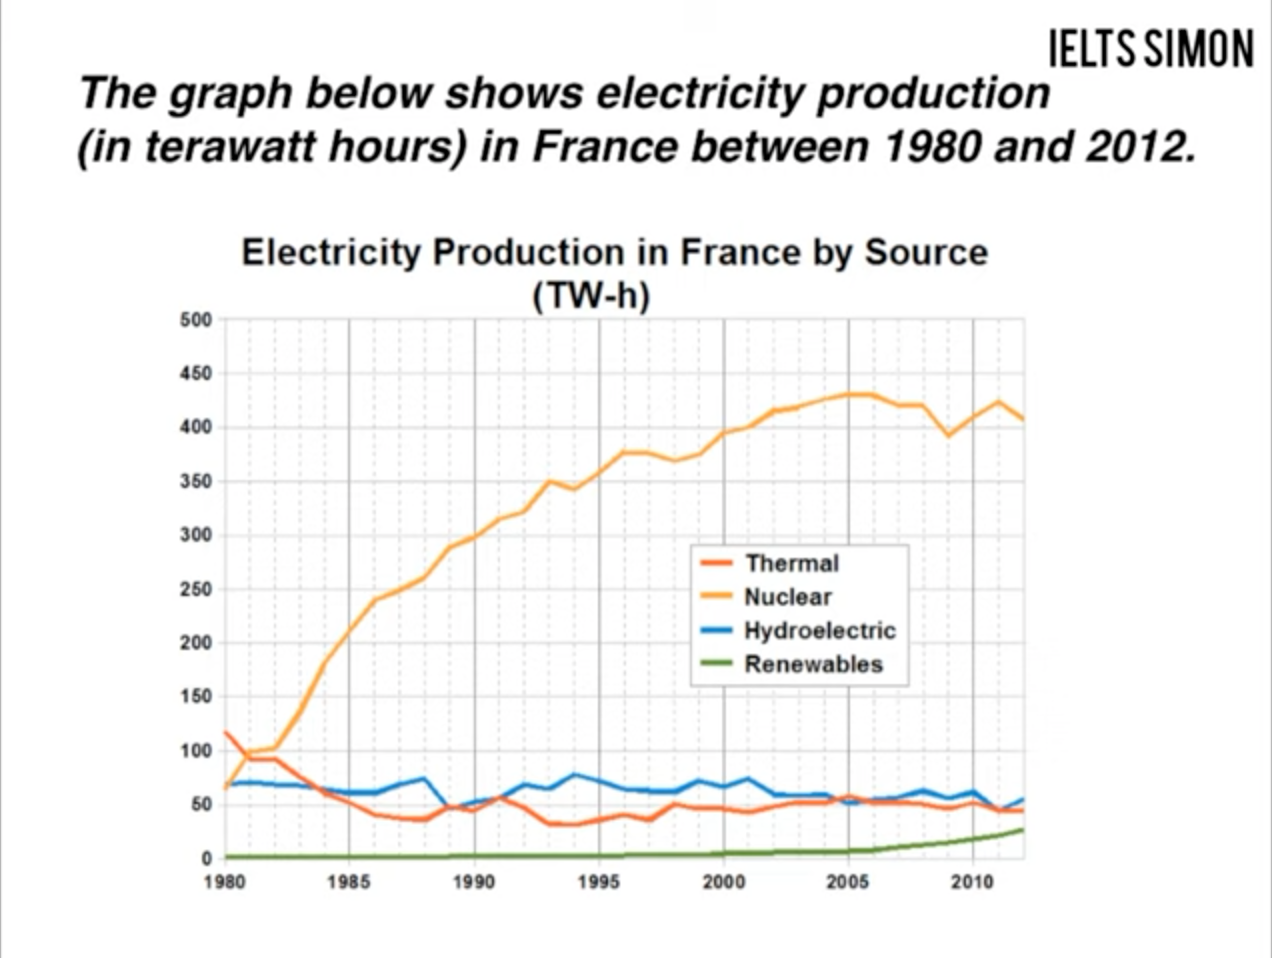 IELTS SIMON
The graph below shows electricity production
(in terawatt hours) in France between 1980 and 2012.
Electricity Production in France by Source
(TW-h)
500
450
400
350
300
250
200
150
100
50
0
Thermal
Nuclear
Hydroelectric
Renewables
1980 1985 1990 1995 2000 2005 2010